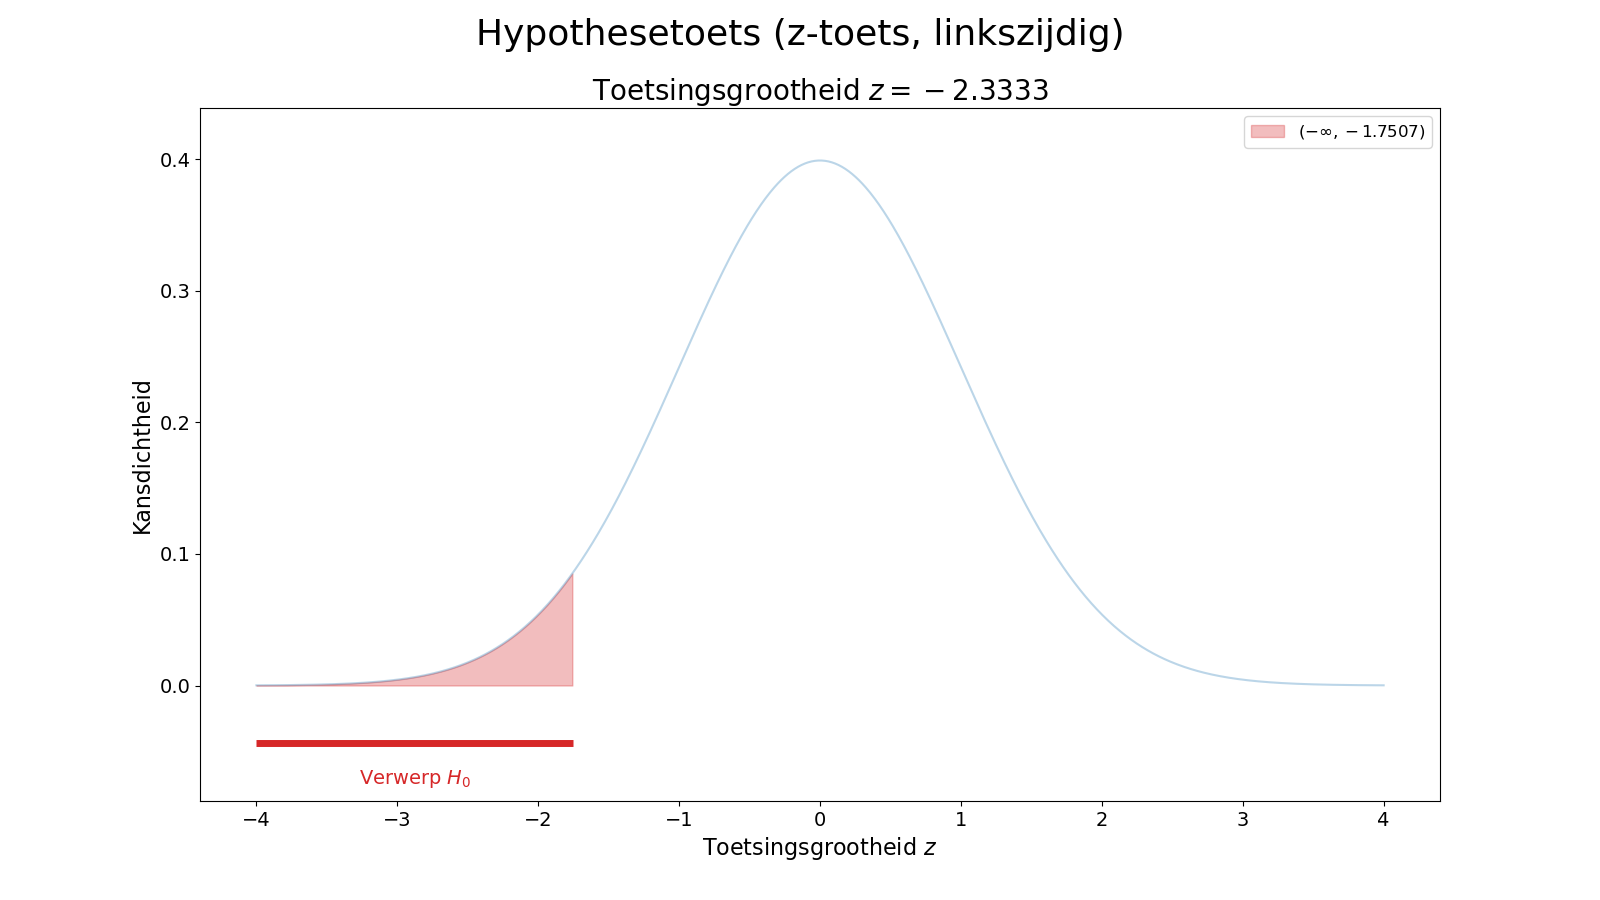 Hypothesetoets (z-toets, linkszijdig)
Toetsingsgrootheid z = −2.3333
(−∞, −1.7507)
Kansdichtheid
0.4
0.3
0.2
0.1
0.0
Verwerp H₀
−4 −3 −2 −1 0 1 2 3 4
Toetsingsgrootheid z